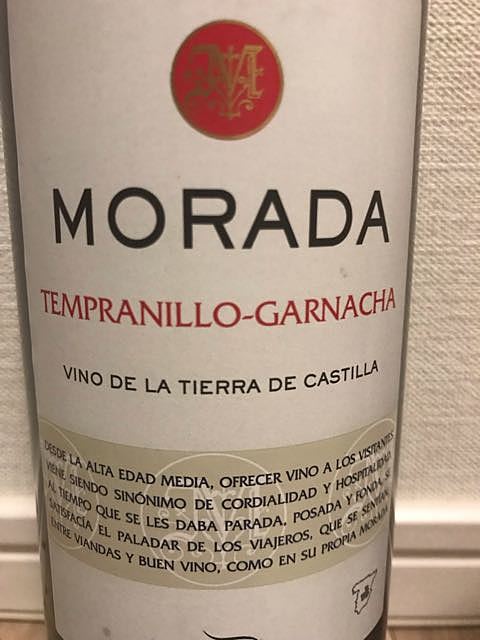 M
MORADA
TEMPRANILLO-GARNACHA
VINO DE LA TIERRA DE CASTILLA
DESDE LA ALTA EDAD MEDIA, OFRECER VINO A LOS VISITANTES
VIENE SIENDO SINÓNIMO DE CORDIALIDAD Y HOSPITALIDAD.
AL TIEMPO QUE SE LES DABA PARADA, POSADA Y FONDA, SE
SATISFACÍA EL PALADAR DE LOS VIAJEROS, QUE SE SENTÍAN,
ENTRE VIANDAS Y BUEN VINO, COMO EN SU PROPIA MORADA.